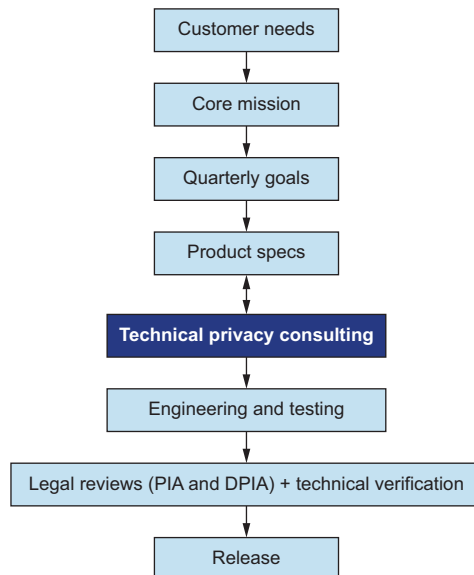 Customer needs
Core mission
Quarterly goals
Product specs
Technical privacy consulting
Engineering and testing
Legal reviews (PIA and DPIA) + technical verification
Release